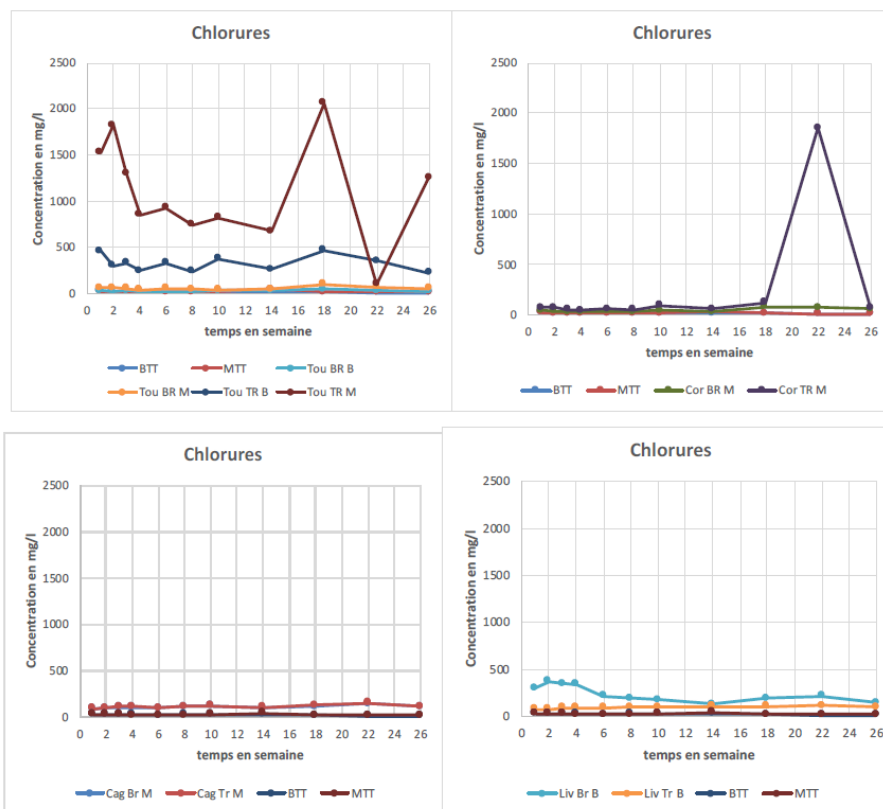 Chlorures
2500
2000
1500
1000
500
0
Concentration en mg/l
0 2 4 6 8 10 12 14 16 18 20 22 24 26
temps en semaine
BTT MTT Tou BR B
Tou BR M Tou TR B Tou TR M
Chlorures
2500
2000
1500
1000
500
0
Concentration en mg/l
0 2 4 6 8 10 12 14 16 18 20 22 24 26
temps en semaine
BTT MTT Cor BR M Cor TR M
Chlorures
2500
2000
1500
1000
500
0
Concentration en mg/l
0 2 4 6 8 10 12 14 16 18 20 22 24 26
temps en semaine
Cag Br M Cag Tr M BTT MTT
Chlorures
2500
2000
1500
1000
500
0
Concentration en mg/l
0 2 4 6 8 10 12 14 16 18 20 22 24 26
temps en semaine
Liv Br B Liv Tr B BTT MTT